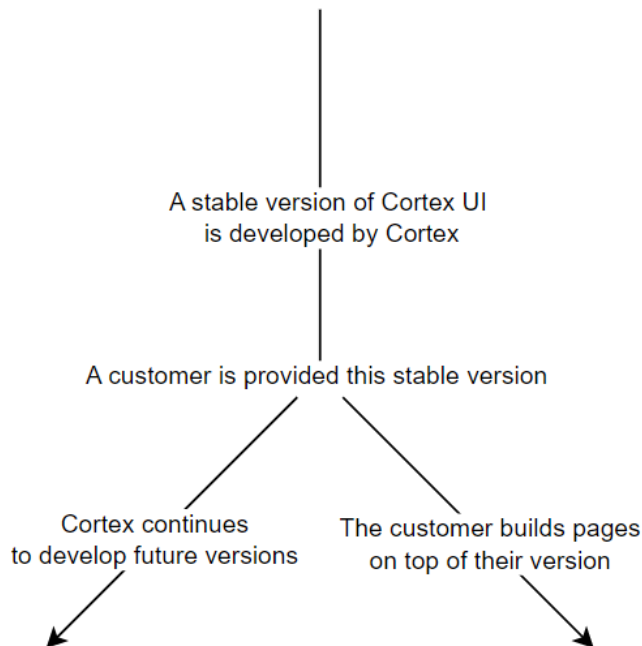 A stable version of Cortex UI
is developed by Cortex
A customer is provided this stable version
Cortex continues
to develop future versions
The customer builds pages
on top of their version